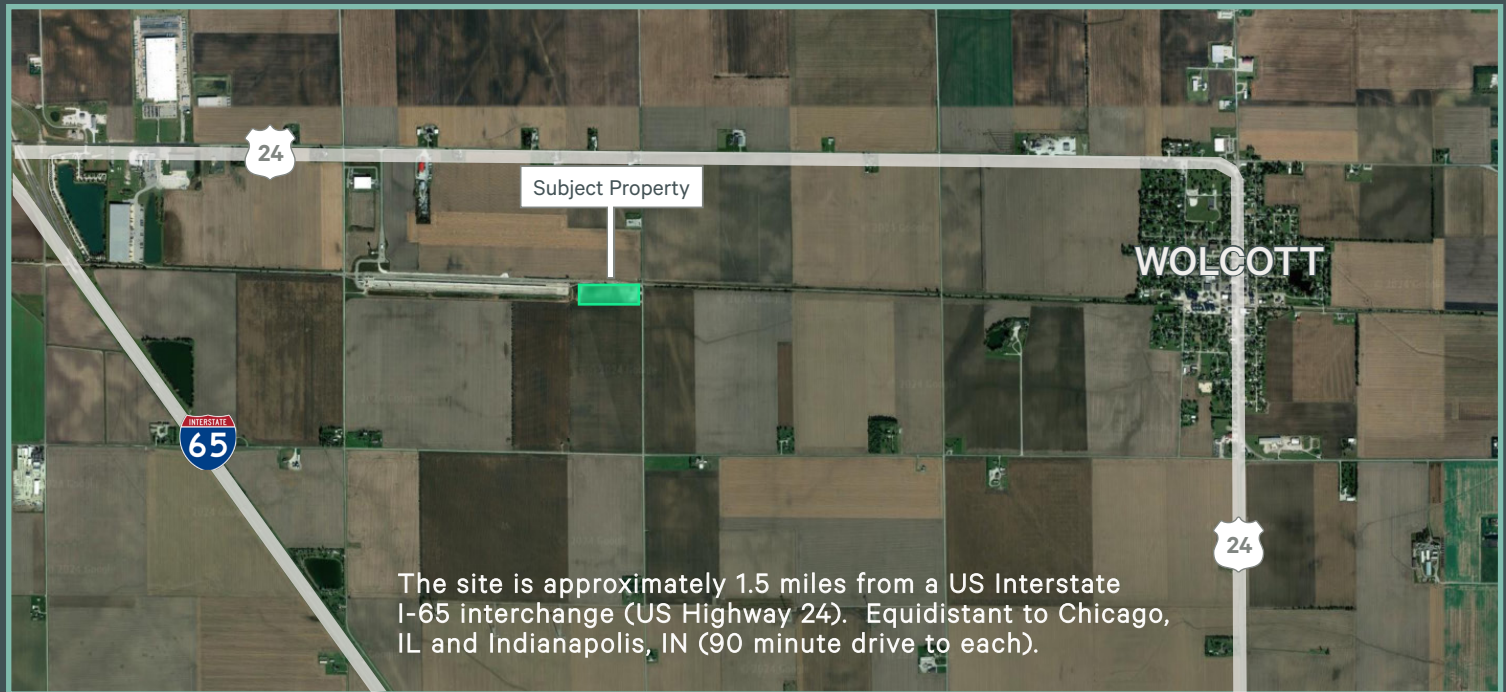 24
Subject Property
WOLCOTT
INTERSTATE
65
24
The site is approximately 1.5 miles from a US Interstate
I-65 interchange (US Highway 24).  Equidistant to Chicago,
IL and Indianapolis, IN (90 minute drive to each).